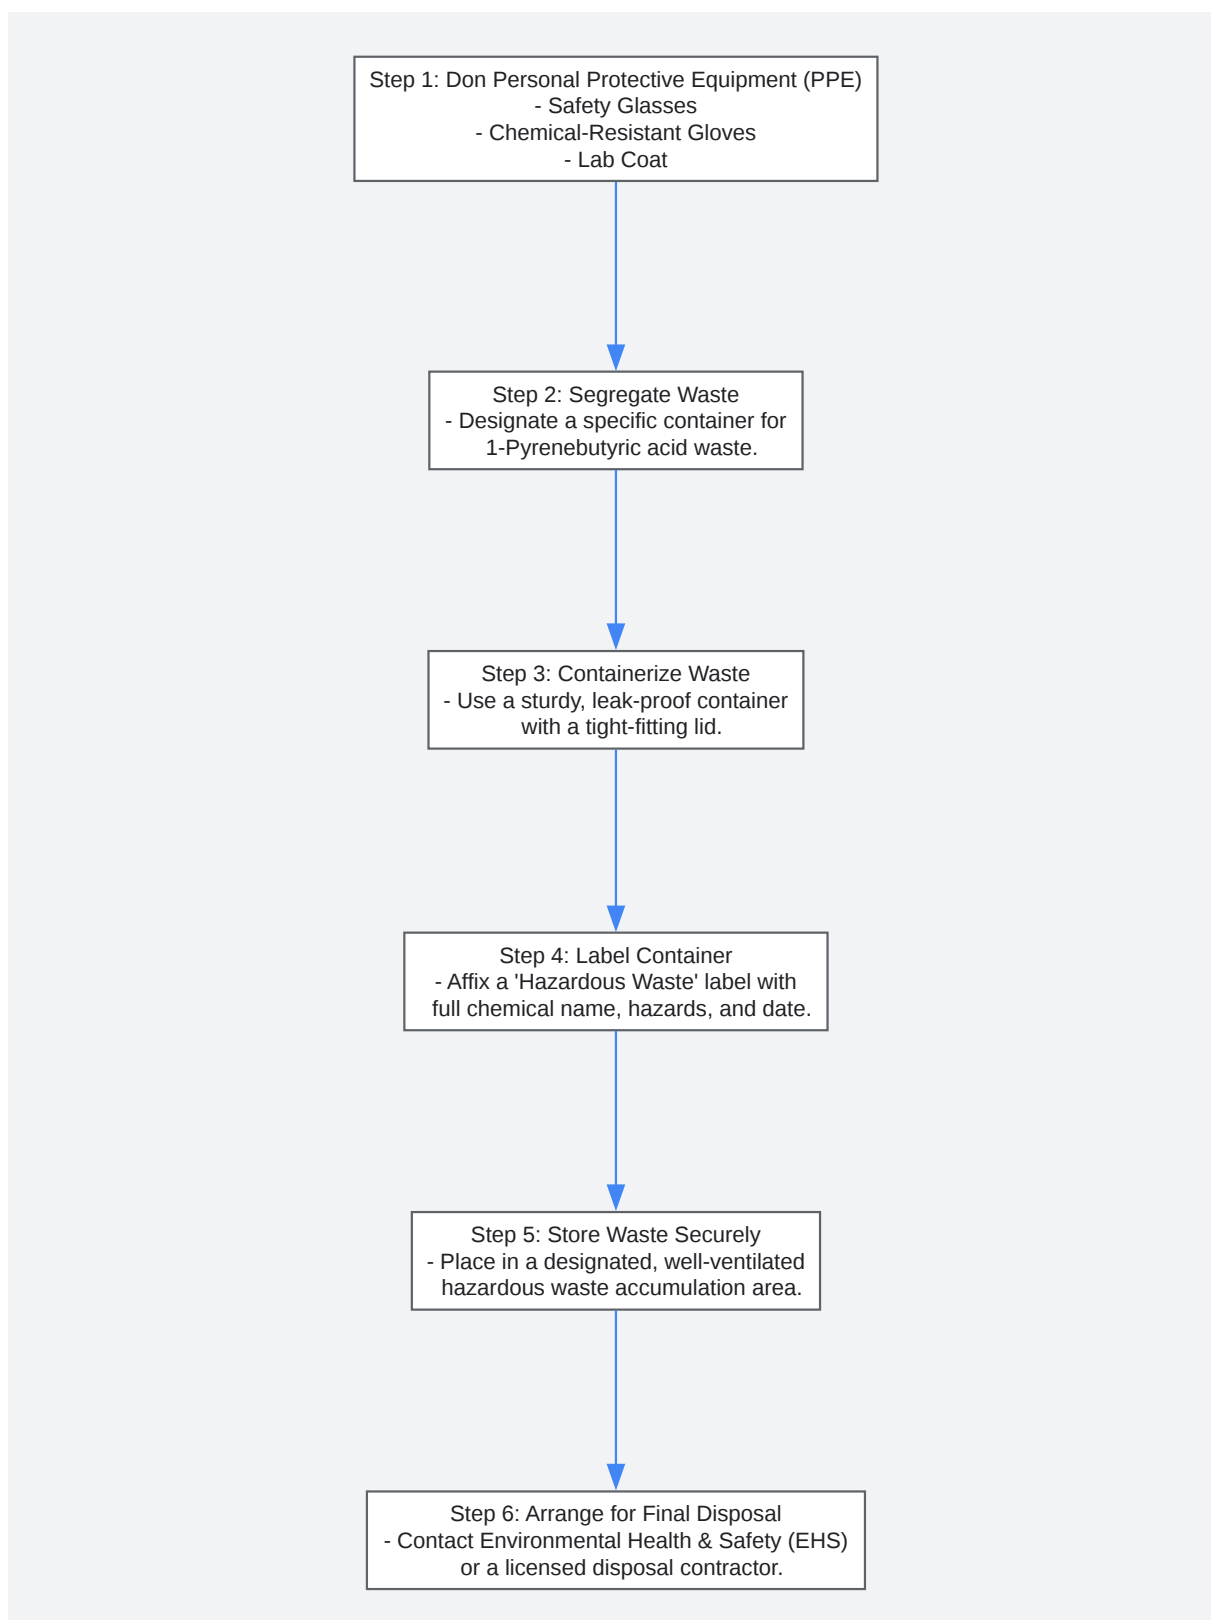 Step 1: Don Personal Protective Equipment (PPE)
- Safety Glasses
- Chemical-Resistant Gloves
- Lab Coat
Step 2: Segregate Waste
- Designate a specific container for
1-Pyrenebutyric acid waste.
Step 3: Containerize Waste
- Use a sturdy, leak-proof container
with a tight-fitting lid.
Step 4: Label Container
- Affix a 'Hazardous Waste' label with
full chemical name, hazards, and date.
Step 5: Store Waste Securely
- Place in a designated, well-ventilated
hazardous waste accumulation area.
Step 6: Arrange for Final Disposal
- Contact Environmental Health & Safety (EHS)
or a licensed disposal contractor.